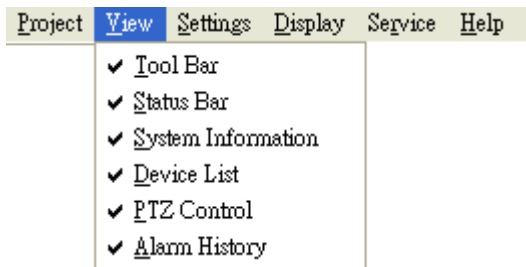 Project View Settings Display Service Help
✔ Tool Bar
✔ Status Bar
✔ System Information
✔ Device List
✔ PTZ Control
✔ Alarm History